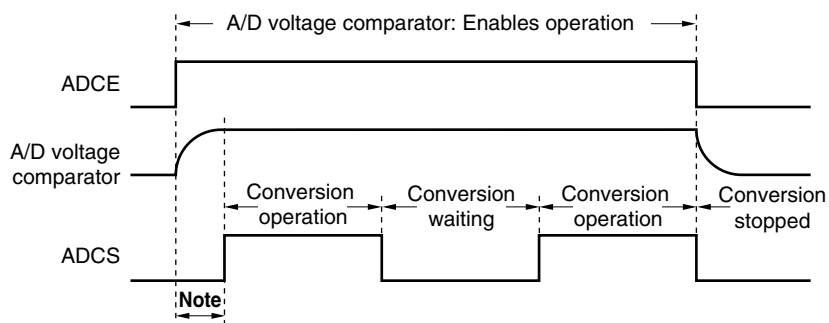 A/D voltage comparator: Enables operation
ADCE
A/D voltage
comparator
Conversion
operation
Conversion
waiting
Conversion
operation
Conversion
stopped
ADCS
Note